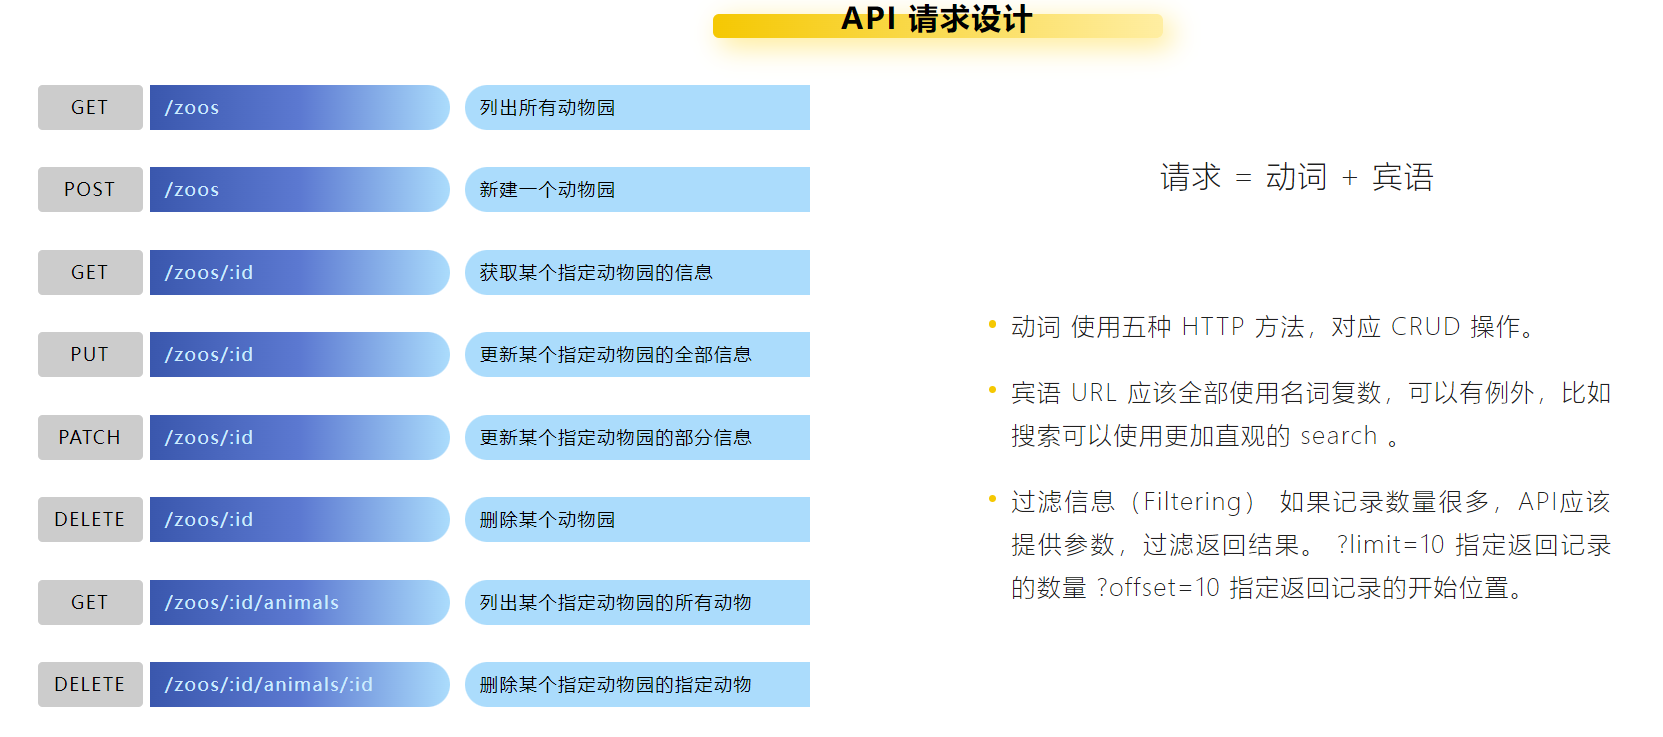 API 请求设计
GET /zoos 列出所有动物园
POST /zoos 新建一个动物园
GET /zoos/:id 获取某个指定动物园的信息
PUT /zoos/:id 更新某个指定动物园的全部信息
PATCH /zoos/:id 更新某个指定动物园的部分信息
DELETE /zoos/:id 删除某个动物园
GET /zoos/:id/animals 列出某个指定动物园的所有动物
DELETE /zoos/:id/animals/:id 删除某个指定动物园的指定动物
请求 = 动词 + 宾语
• 动词 使用五种 HTTP 方法，对应 CRUD 操作。
• 宾语 URL 应该全部使用名词复数，可以有例外，比如
搜索可以使用更加直观的 search 。
• 过滤信息（Filtering） 如果记录数量很多，API应该
提供参数，过滤返回结果。 ?limit=10 指定返回记录
的数量 ?offset=10 指定返回记录的开始位置。